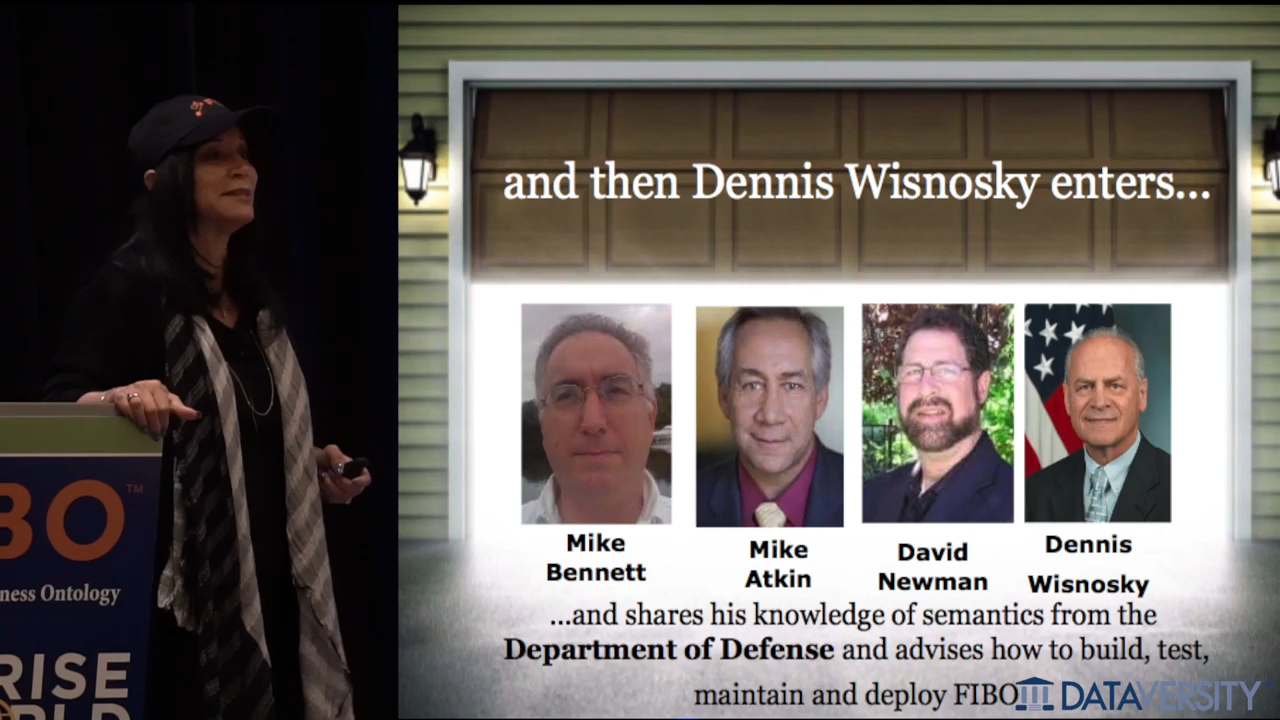 and then Dennis Wisnosky enters...
Mike
Bennett
Mike
Atkin
David
Newman
Dennis
Wisnosky
...and shares his knowledge of semantics from the
Department of Defense and advises how to build, test,
maintain and deploy FIBO
DATAVERSITY
BO™
ness Ontology
RISE